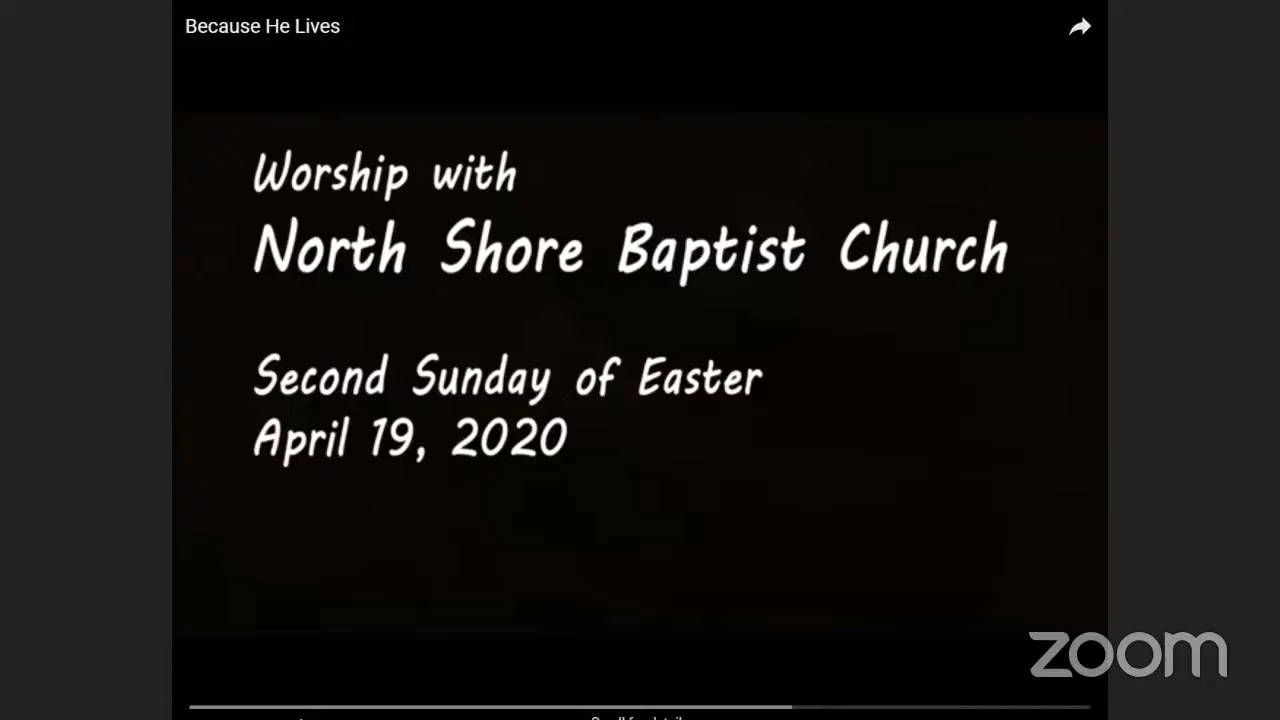 Because He Lives
Worship with
North Shore Baptist Church
Second Sunday of Easter
April 19, 2020
zoom